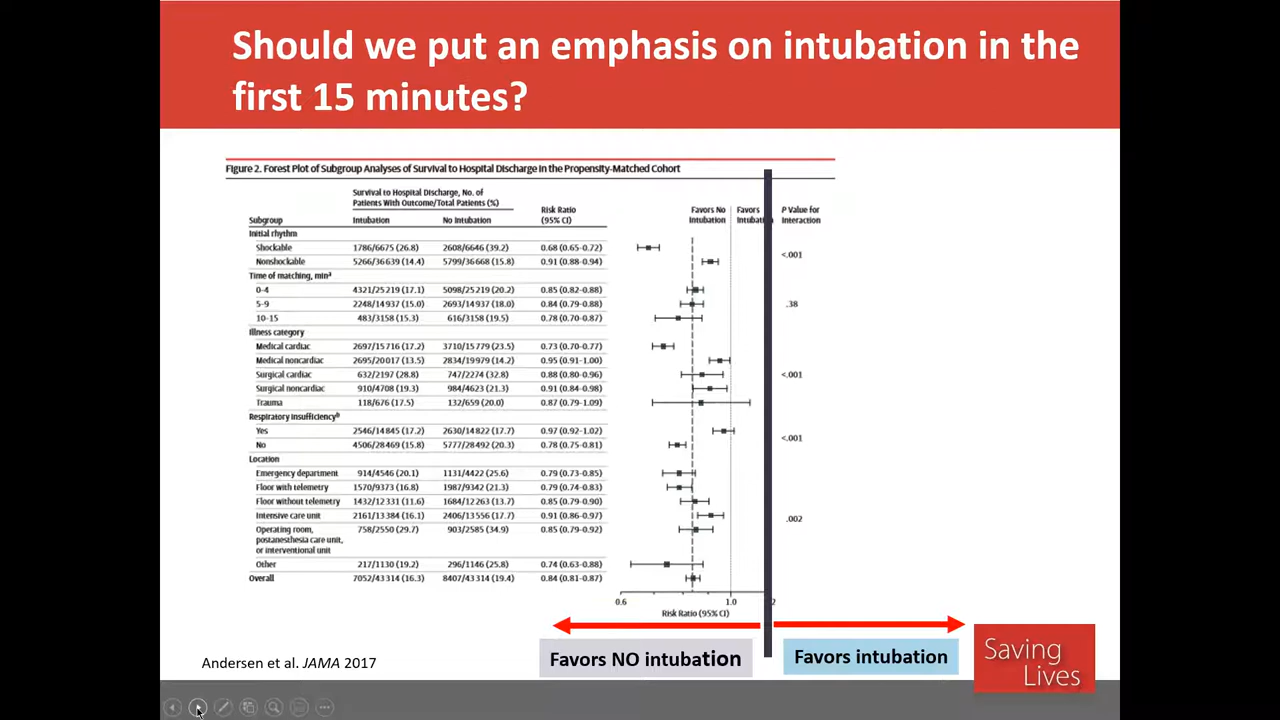 Should we put an emphasis on intubation in the
first 15 minutes?
Figure 2. Forest Plot of Subgroup Analyses of Survival to Hospital Discharge in the Propensity-Matched Cohort
Survival to Hospital Discharge, No. of
Patients With Outcome/Total Patients (%)
Subgroup Intubation No Intubation Risk Ratio (95% CI) Favors No Intubation Favors P Value for Interaction
Initial rhythm
Shockable 1786/6675 (26.8) 2608/6646 (39.2) 0.68 (0.65-0.72)
<.001
Nonshockable 5266/36639 (14.4) 5799/36668 (15.8) 0.91 (0.88-0.94)
Time of matching, minᵃ
0-4 4321/25219 (17.1) 5098/25219 (20.2) 0.85 (0.82-0.88)
5-9 2248/14937 (15.0) 2693/14937 (18.0) 0.84 (0.79-0.88) .38
10-15 483/3158 (15.3) 616/3158 (19.5) 0.78 (0.70-0.87)
Illness category
Medical cardiac 2697/15716 (17.2) 3710/15779 (23.5) 0.73 (0.70-0.77)
Medical noncardiac 2695/20017 (13.5) 2834/19979 (14.2) 0.95 (0.91-1.00)
Surgical cardiac 632/2197 (28.8) 747/2274 (32.8) 0.88 (0.80-0.96) <.001
Surgical noncardiac 910/4708 (19.3) 984/4623 (21.3) 0.91 (0.84-0.98)
Trauma 118/676 (17.5) 132/659 (20.0) 0.87 (0.79-1.09)
Respiratory insufficiencyᵇ
Yes 2546/14845 (17.2) 2630/14822 (17.7) 0.97 (0.92-1.02)
<.001
No 4506/28469 (15.8) 5777/28492 (20.3) 0.78 (0.75-0.81)
Location
Emergency department 914/4546 (20.1) 1131/4422 (25.6) 0.79 (0.73-0.85)
Floor with telemetry 1570/9373 (16.8) 1987/9342 (21.3) 0.79 (0.74-0.83)
Floor without telemetry 1432/12331 (11.6) 1684/12263 (13.7) 0.85 (0.79-0.90)
Intensive care unit 2161/13384 (16.1) 2406/13556 (17.7) 0.91 (0.86-0.97) .002
Operating room, 758/2550 (29.7) 903/2585 (34.9) 0.85 (0.79-0.92)
postanesthesia care unit,
or interventional unit
Other 217/1130 (19.2) 296/1146 (25.8) 0.74 (0.63-0.88)
Overall 7052/43314 (16.3) 8407/43314 (19.4) 0.84 (0.81-0.87)
0.6 1.0 2
Risk Ratio (95% CI)
Favors NO intubation Favors intubation
Andersen et al. JAMA 2017
Saving
Lives